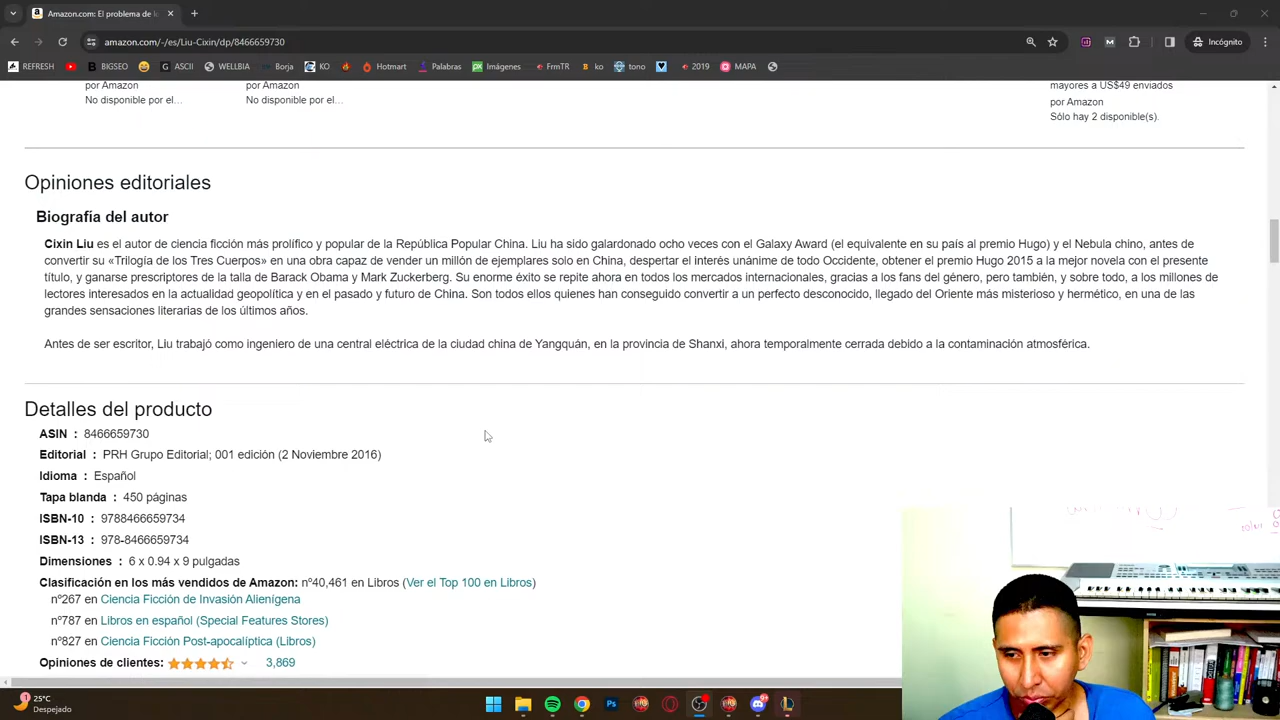 Amazon.com: El problema de lo
amazon.com/-/es/Liu-Cixin/dp/8466659730
Incógnito
REFRESH
BIGSEO
ASCII
WELLBIA
Borja
KO
Hotmart
Palabras
Imágenes
FrmTR
ko
tono
2019
MAPA
por Amazon
No disponible por el...
por Amazon
No disponible por el...
mayores a US$49 enviados
por Amazon
Sólo hay 2 disponible(s).
Opiniones editoriales
Biografía del autor
Cixin Liu es el autor de ciencia ficción más prolífico y popular de la República Popular China. Liu ha sido galardonado ocho veces con el Galaxy Award (el equivalente en su país al premio Hugo) y el Nebula chino, antes de
convertir su «Trilogía de los Tres Cuerpos» en una obra capaz de vender un millón de ejemplares solo en China, despertar el interés unánime de todo Occidente, obtener el premio Hugo 2015 a la mejor novela con el presente
título, y ganarse prescriptores de la talla de Barack Obama y Mark Zuckerberg. Su enorme éxito se repite ahora en todos los mercados internacionales, gracias a los fans del género, pero también, y sobre todo, a los millones de
lectores interesados en la actualidad geopolítica y en el pasado y futuro de China. Son todos ellos quienes han conseguido convertir a un perfecto desconocido, llegado del Oriente más misterioso y hermético, en una de las
grandes sensaciones literarias de los últimos años.
Antes de ser escritor, Liu trabajó como ingeniero de una central eléctrica de la ciudad china de Yangquán, en la provincia de Shanxi, ahora temporalmente cerrada debido a la contaminación atmosférica.
Detalles del producto
ASIN : 8466659730
Editorial : PRH Grupo Editorial; 001 edición (2 Noviembre 2016)
Idioma : Español
Tapa blanda : 450 páginas
ISBN-10 : 9788466659734
ISBN-13 : 978-8466659734
Dimensiones : 6 x 0.94 x 9 pulgadas
Clasificación en los más vendidos de Amazon: nº40,461 en Libros (Ver el Top 100 en Libros)
nº267 en Ciencia Ficción de Invasión Alienígena
nº787 en Libros en español (Special Features Stores)
nº827 en Ciencia Ficción Post-apocalíptica (Libros)
Opiniones de clientes: 3,869
25°C
Despejado